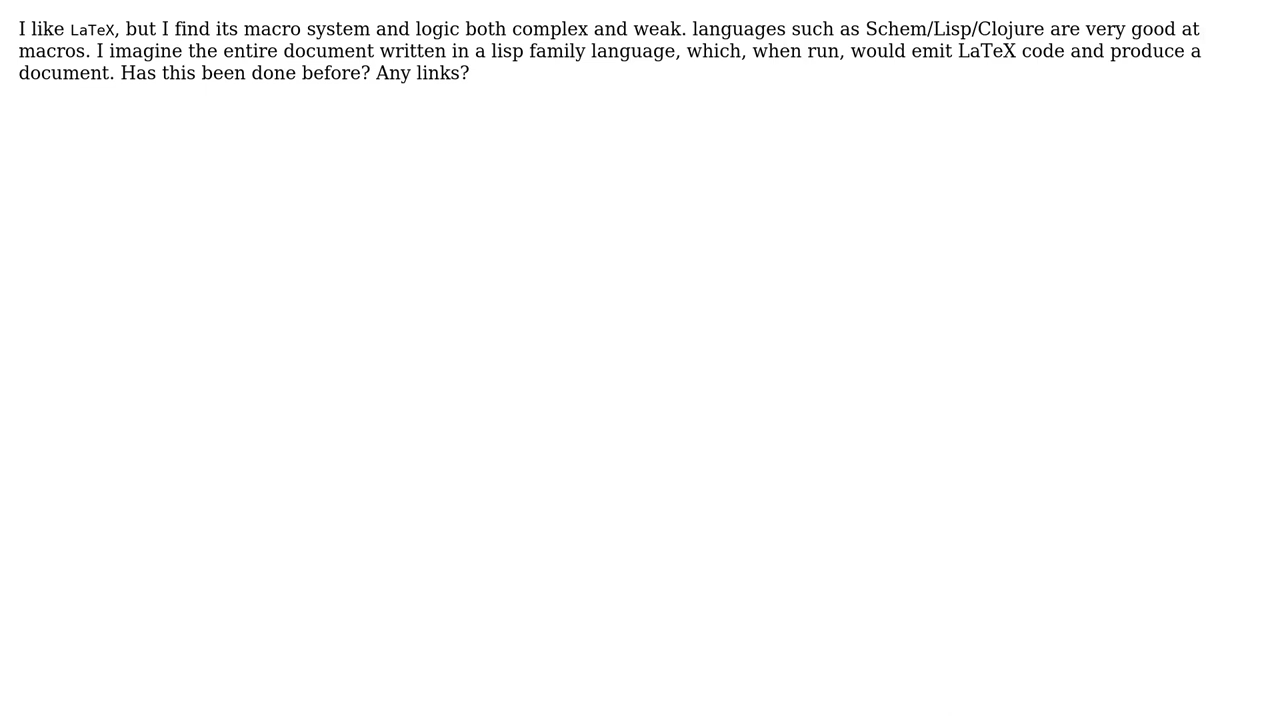 I like LaTeX, but I find its macro system and logic both complex and weak. languages such as Schem/Lisp/Clojure are very good at
macros. I imagine the entire document written in a lisp family language, which, when run, would emit LaTeX code and produce a
document. Has this been done before? Any links?